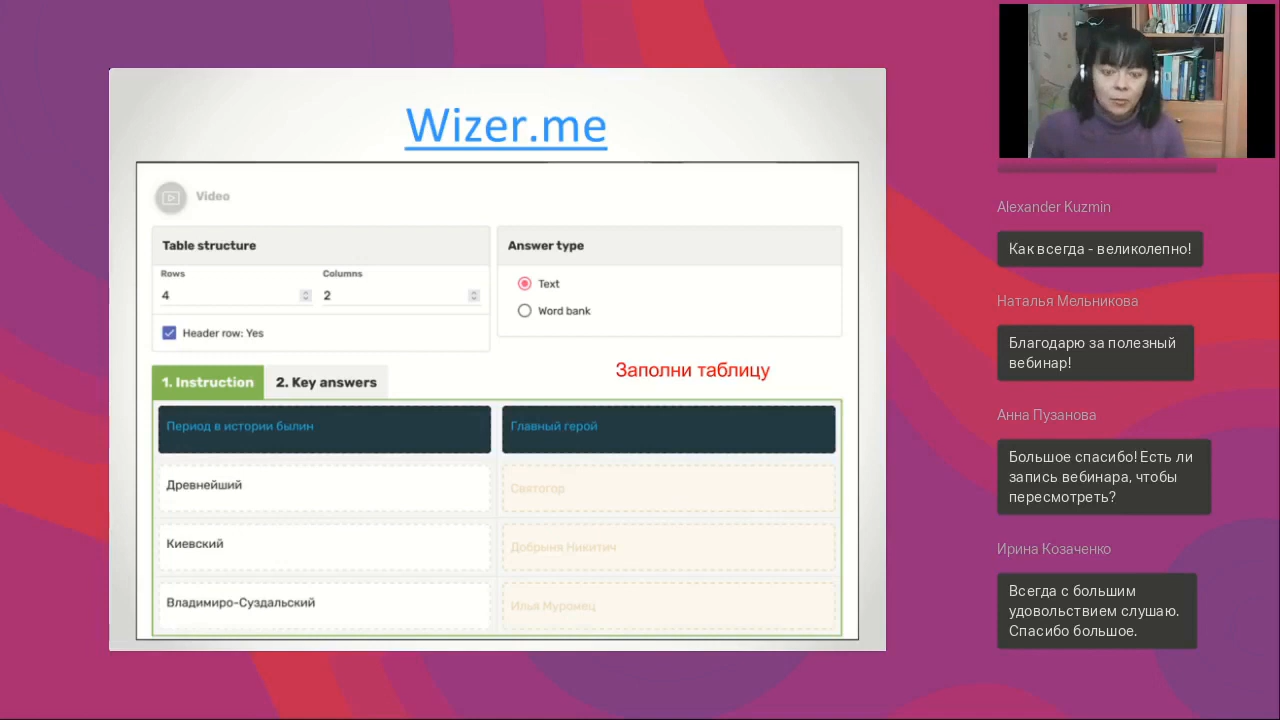 Wizer.me
Video
Table structure
Answer type
Rows
Columns
4
2
Text
Word bank
Header row: Yes
Заполни таблицу
1. Instruction
2. Key answers
Период в истории былин
Главный герой
Древнейший
Святогор
Киевский
Добрыня Никитич
Владимиро-Суздальский
Илья Муромец
Alexander Kuzmin
Как всегда - великолепно!
Наталья Мельникова
Благодарю за полезный
вебинар!
Анна Пузанова
Большое спасибо! Есть ли
запись вебинара, чтобы
пересмотреть?
Ирина Козаченко
Всегда с большим
удовольствием слушаю.
Спасибо большое.